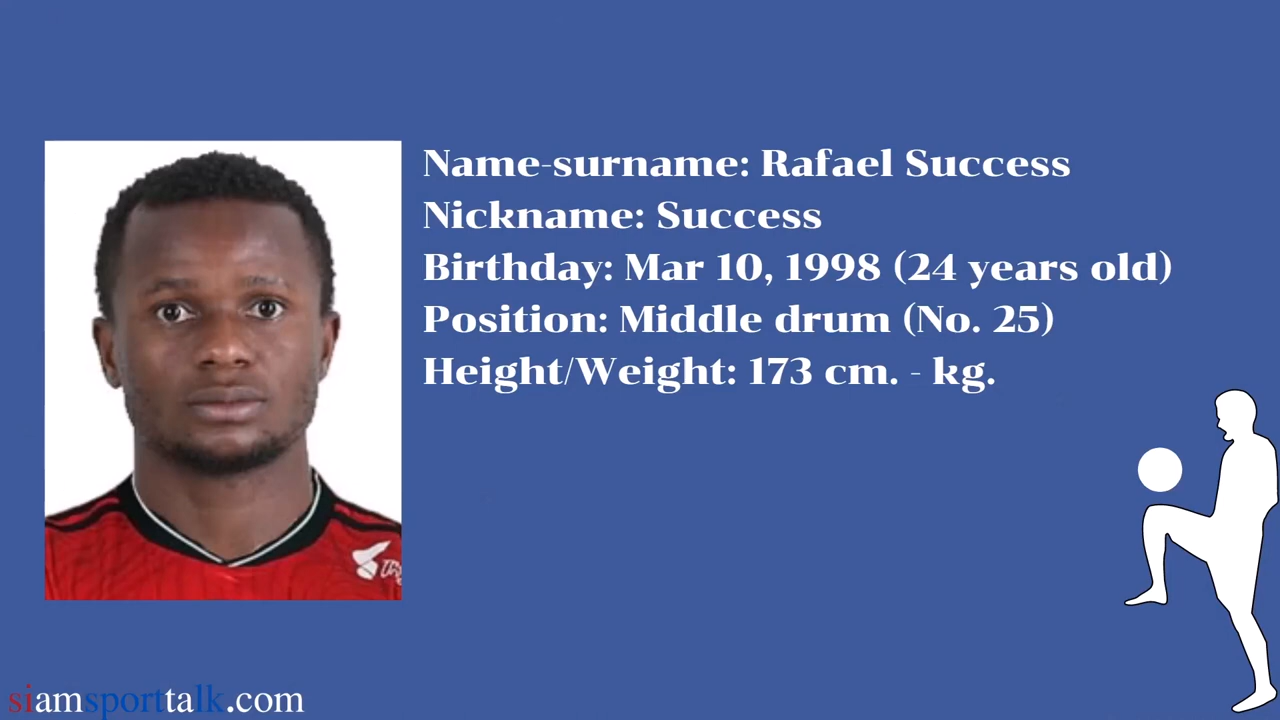 Name-surname: Rafael Success
Nickname: Success
Birthday: Mar 10, 1998 (24 years old)
Position: Middle drum (No. 25)
Height/Weight: 173 cm. - kg.
siamsporttalk.com